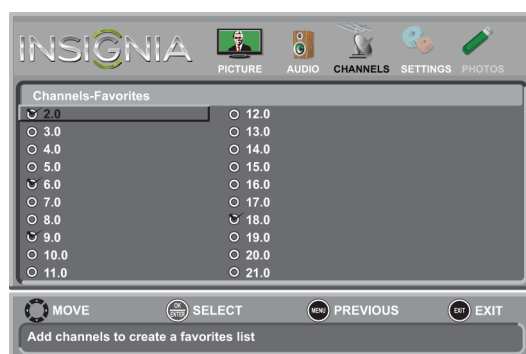 INSIGNIA
PICTURE AUDIO CHANNELS SETTINGS PHOTOS
Channels-Favorites
2.0 12.0
3.0 13.0
4.0 14.0
5.0 15.0
6.0 16.0
7.0 17.0
8.0 18.0
9.0 19.0
10.0 20.0
11.0 21.0
MOVE OK ENTER SELECT MENU PREVIOUS EXIT EXIT
Add channels to create a favorites list